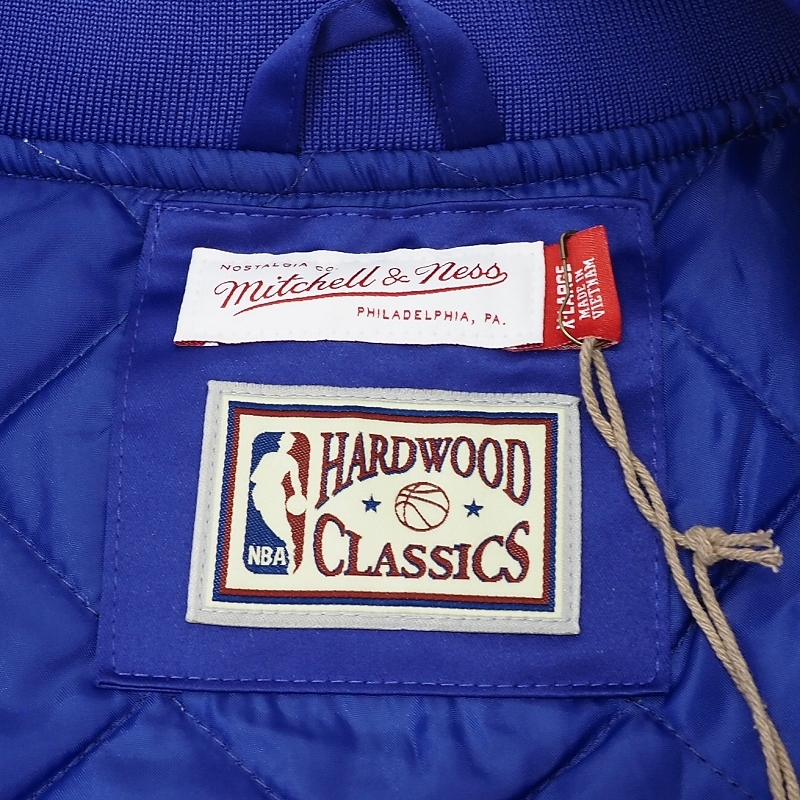 NOSTALGIA CO.
Mitchell & Ness
PHILADELPHIA, PA.
X-LARGE
MADE IN
VIETNAM
HARDWOOD
CLASSICS
NBA